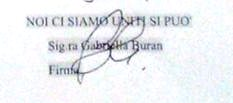 NOI CI SIAMO UNITI SI PUO'
Sig.ra Gabriella Buran
Firma